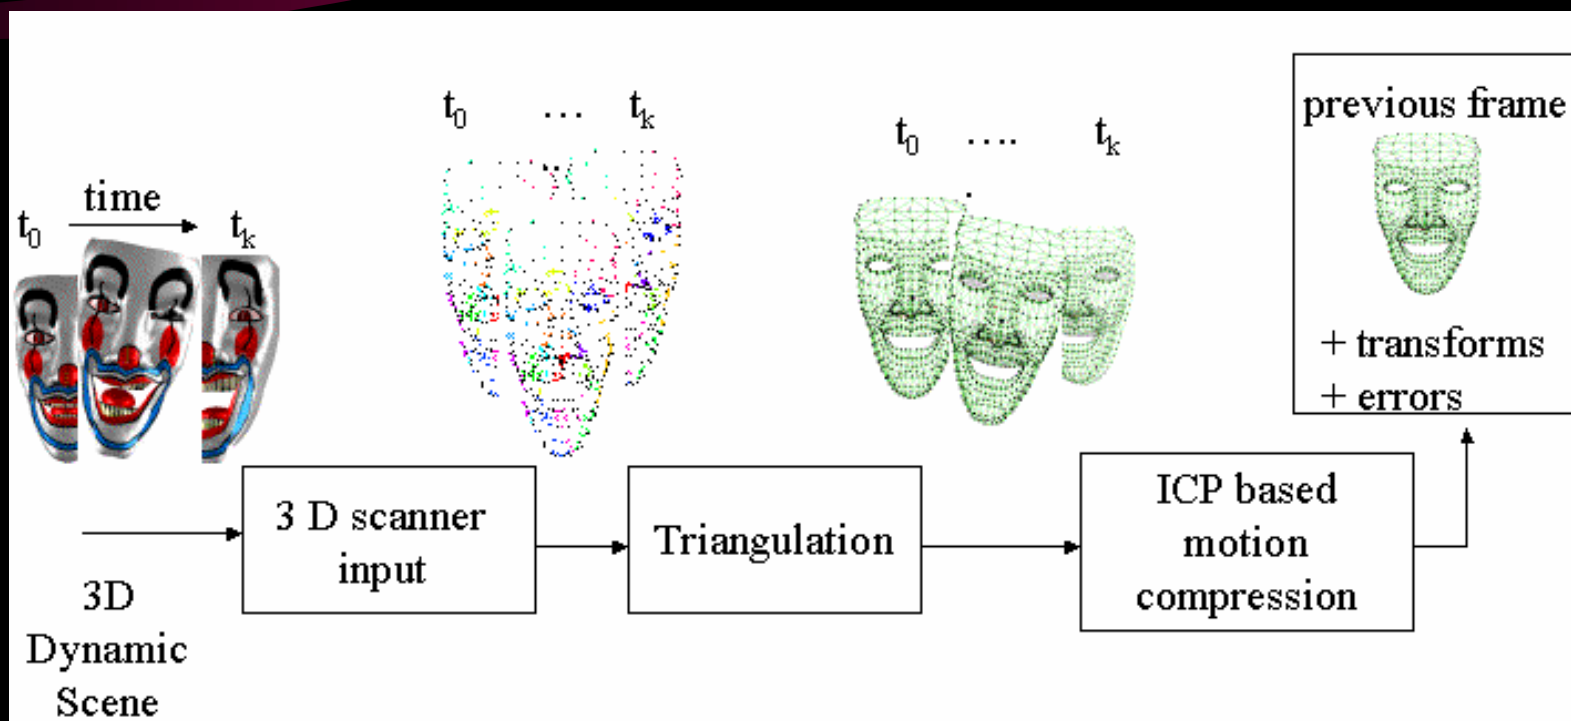 t0 time tk
t0 … tk
t0 …. tk
previous frame
+ transforms
+ errors
3D
Dynamic
Scene
3 D scanner
input
Triangulation
ICP based
motion
compression